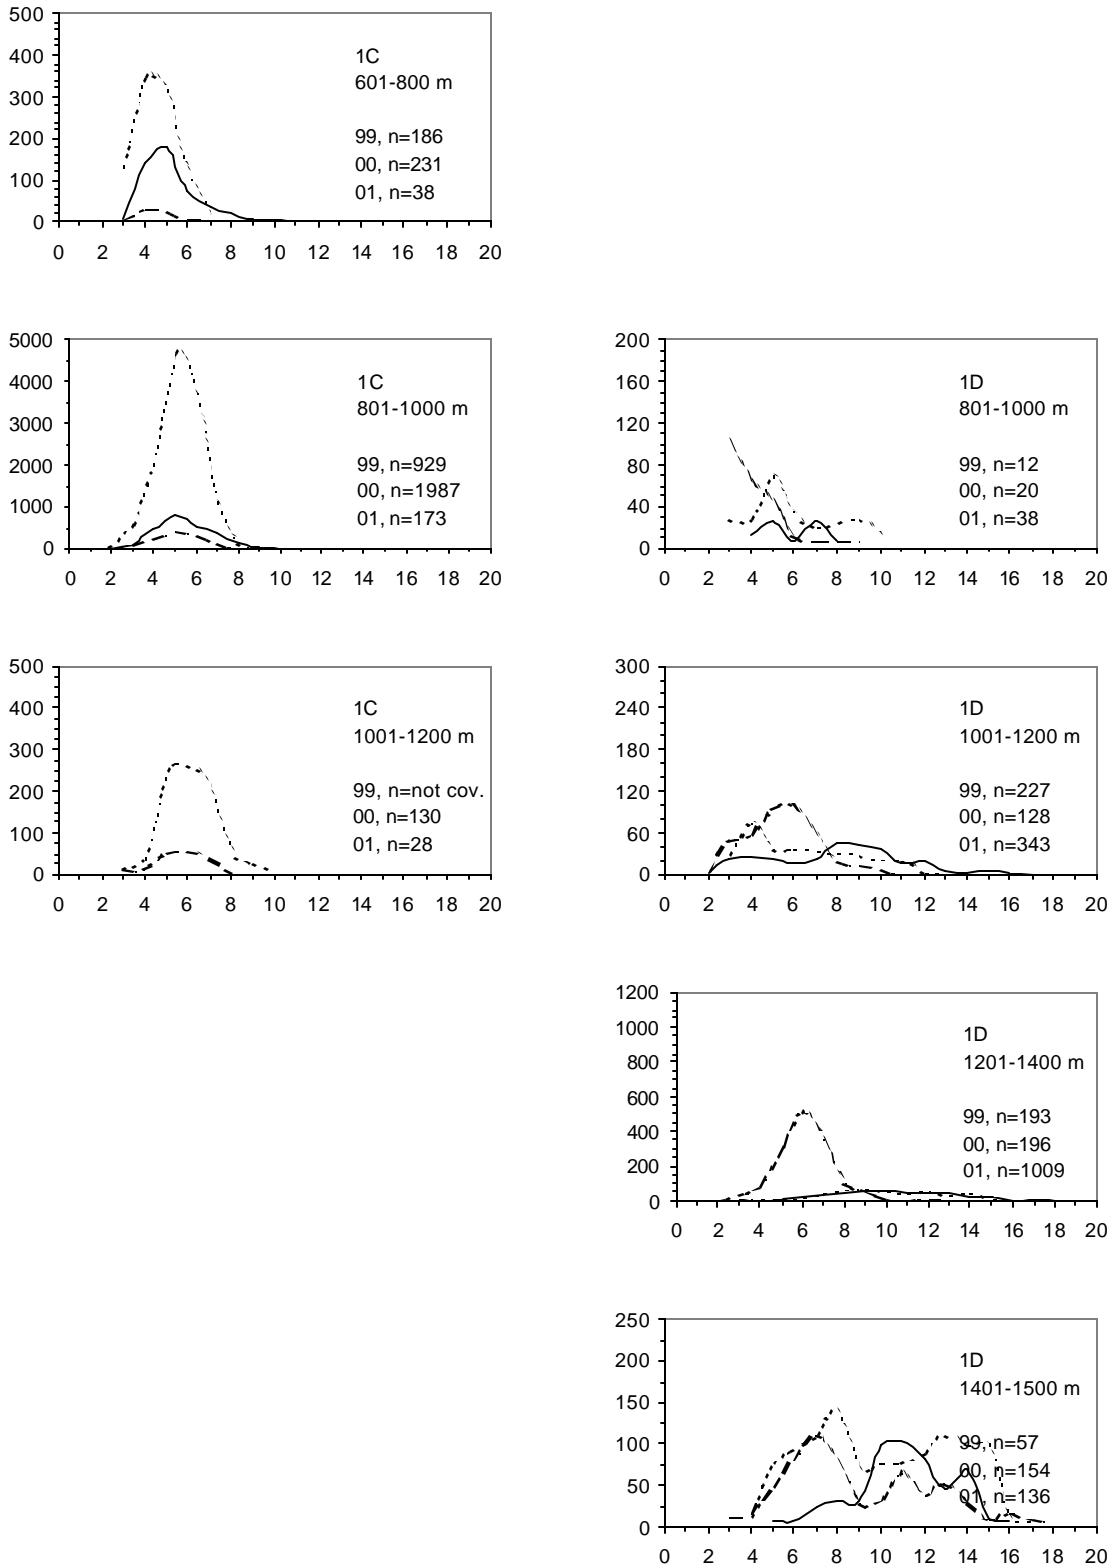 500
400
300
200
100
0
0 2 4 6 8 10 12 14 16 18 20
1C
601-800 m
99, n=186
00, n=231
01, n=38
5000
4000
3000
2000
1000
0
0 2 4 6 8 10 12 14 16 18 20
1C
801-1000 m
99, n=929
00, n=1987
01, n=173
200
160
120
80
40
0
0 2 4 6 8 10 12 14 16 18 20
1D
801-1000 m
99, n=12
00, n=20
01, n=38
500
400
300
200
100
0
0 2 4 6 8 10 12 14 16 18 20
1C
1001-1200 m
99, n=not cov.
00, n=130
01, n=28
300
240
180
120
60
0
0 2 4 6 8 10 12 14 16 18 20
1D
1001-1200 m
99, n=227
00, n=128
01, n=343
1200
1000
800
600
400
200
0
0 2 4 6 8 10 12 14 16 18 20
1D
1201-1400 m
99, n=193
00, n=196
01, n=1009
250
200
150
100
50
0
0 2 4 6 8 10 12 14 16 18 20
1D
1401-1500 m
99, n=57
00, n=154
01, n=136